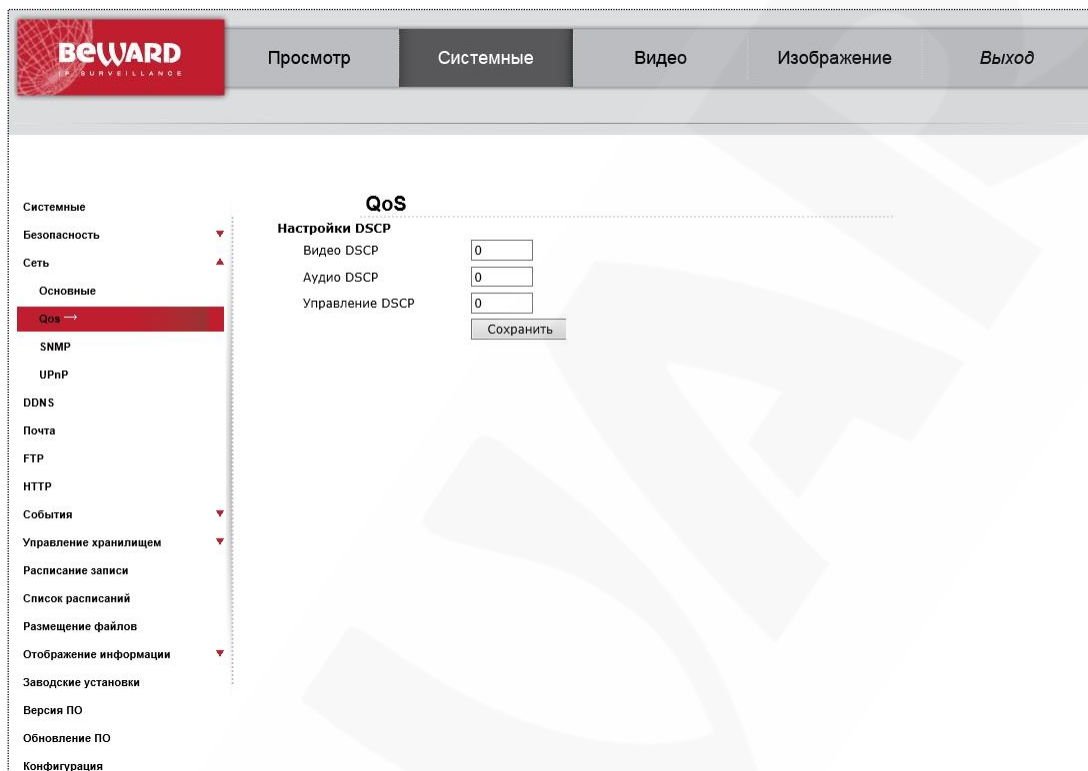 BEWARD
IP SURVEILLANCE
Просмотр
Системные
Видео
Изображение
Выход
Системные
Безопасность
Сеть
Основные
Qos →
SNMP
UPnP
DDNS
Почта
FTP
HTTP
События
Управление хранилищем
Расписание записи
Список расписаний
Размещение файлов
Отображение информации
Заводские установки
Версия ПО
Обновление ПО
Конфигурация
QoS
Настройки DSCP
Видео DSCP 0
Аудио DSCP 0
Управление DSCP 0
Сохранить